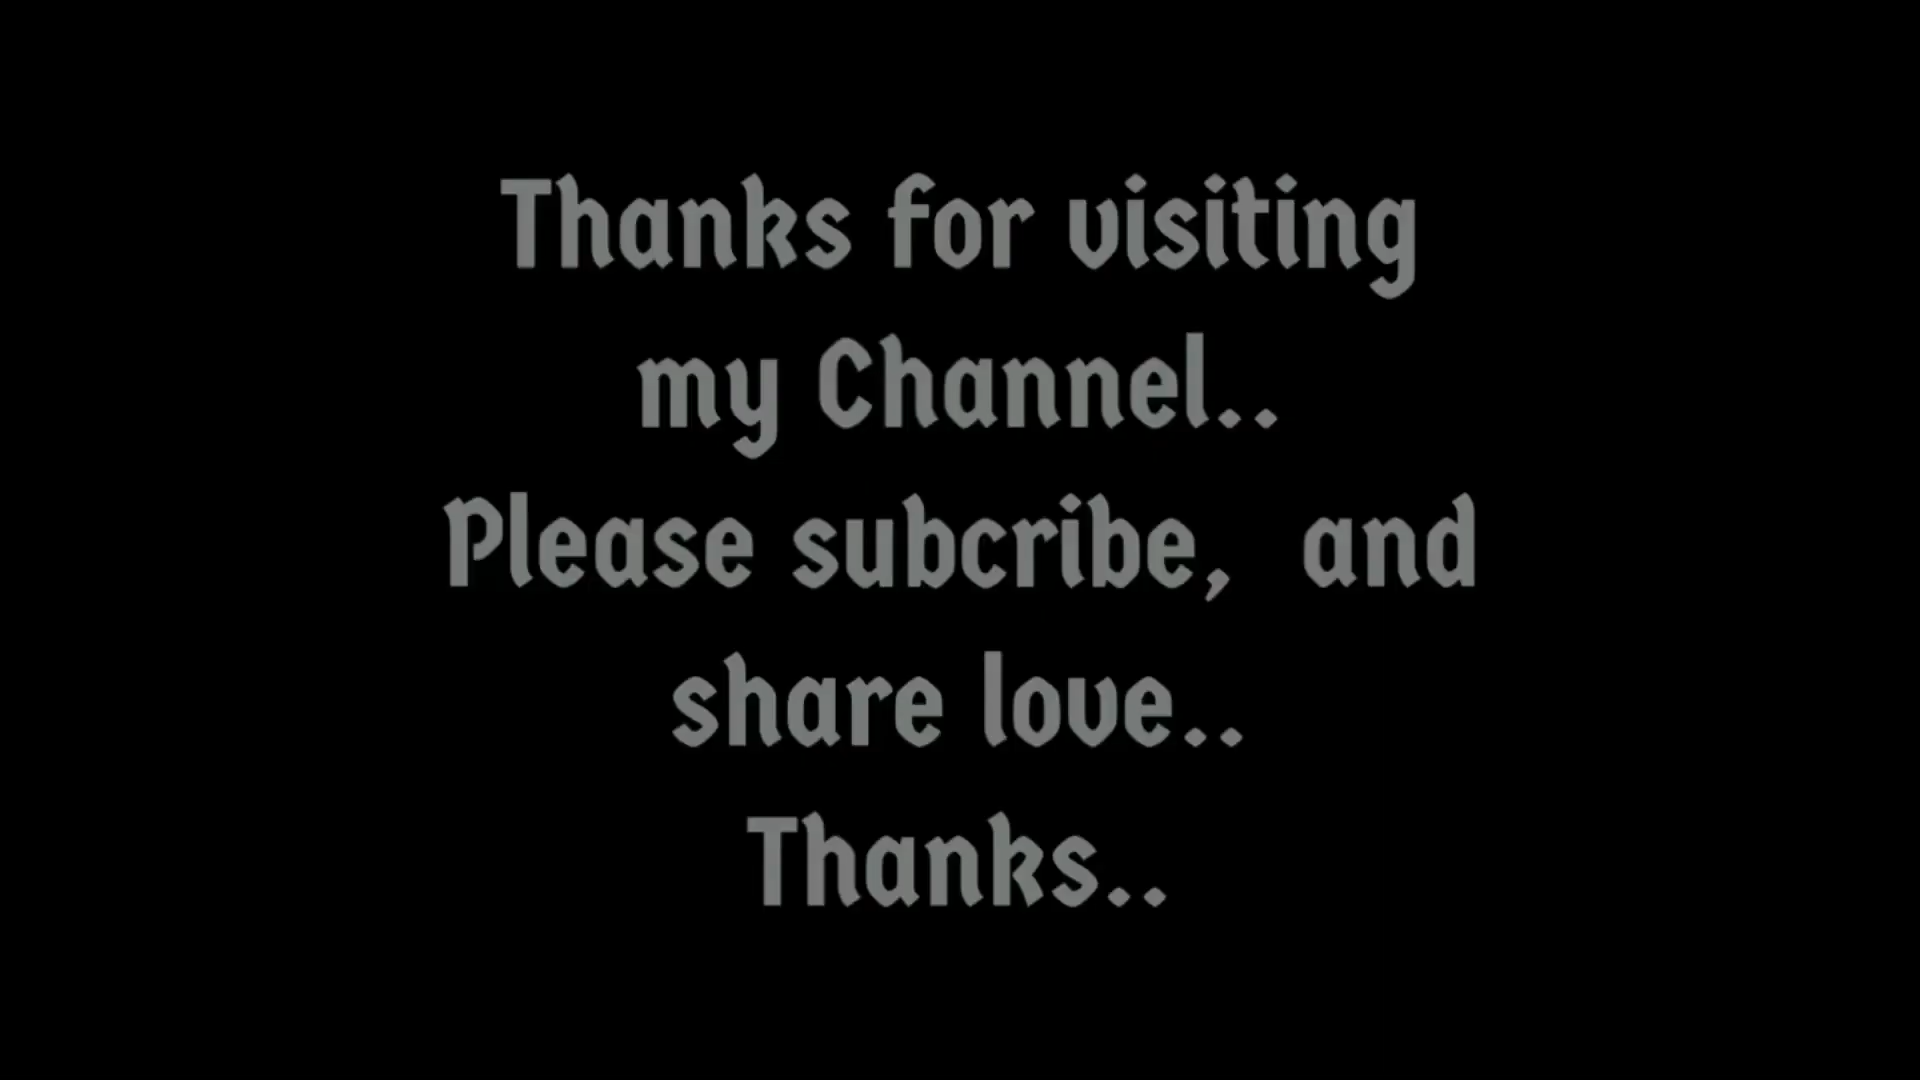 Thanks for visiting
my Channel..
Please subcribe,  and
share love..
Thanks..